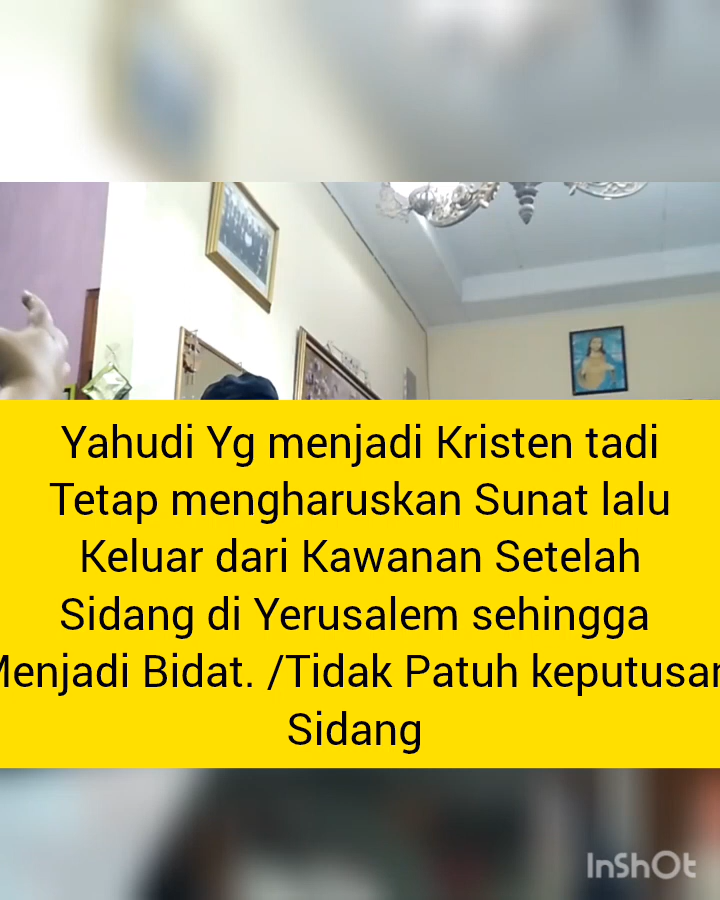 Yahudi Yg menjadi Kristen tadi
Tetap mengharuskan Sunat lalu
Keluar dari Kawanan Setelah
Sidang di Yerusalem sehingga
Menjadi Bidat. /Tidak Patuh keputusan
Sidang
InShOt